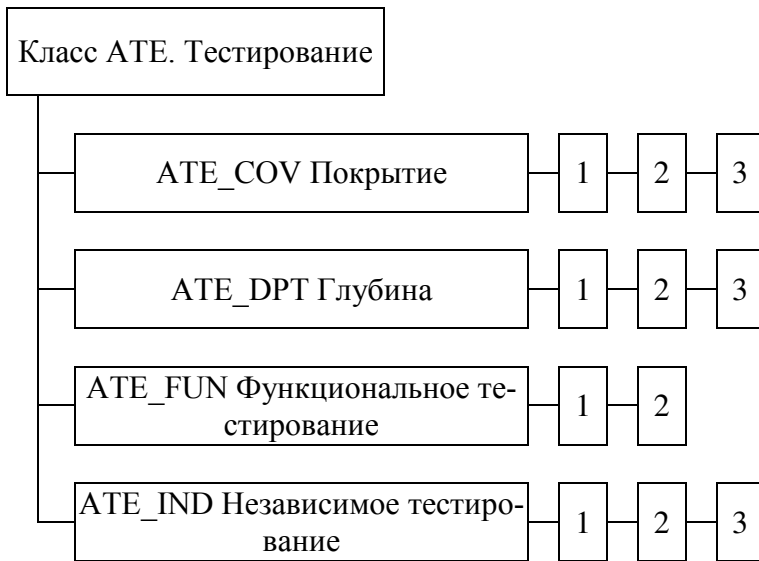 Класс ATE. Тестирование
ATE_COV Покрытие 1 2 3
ATE_DPT Глубина 1 2 3
ATE_FUN Функциональное те-
стирование 1 2
ATE_IND Независимое тестиро-
вание 1 2 3